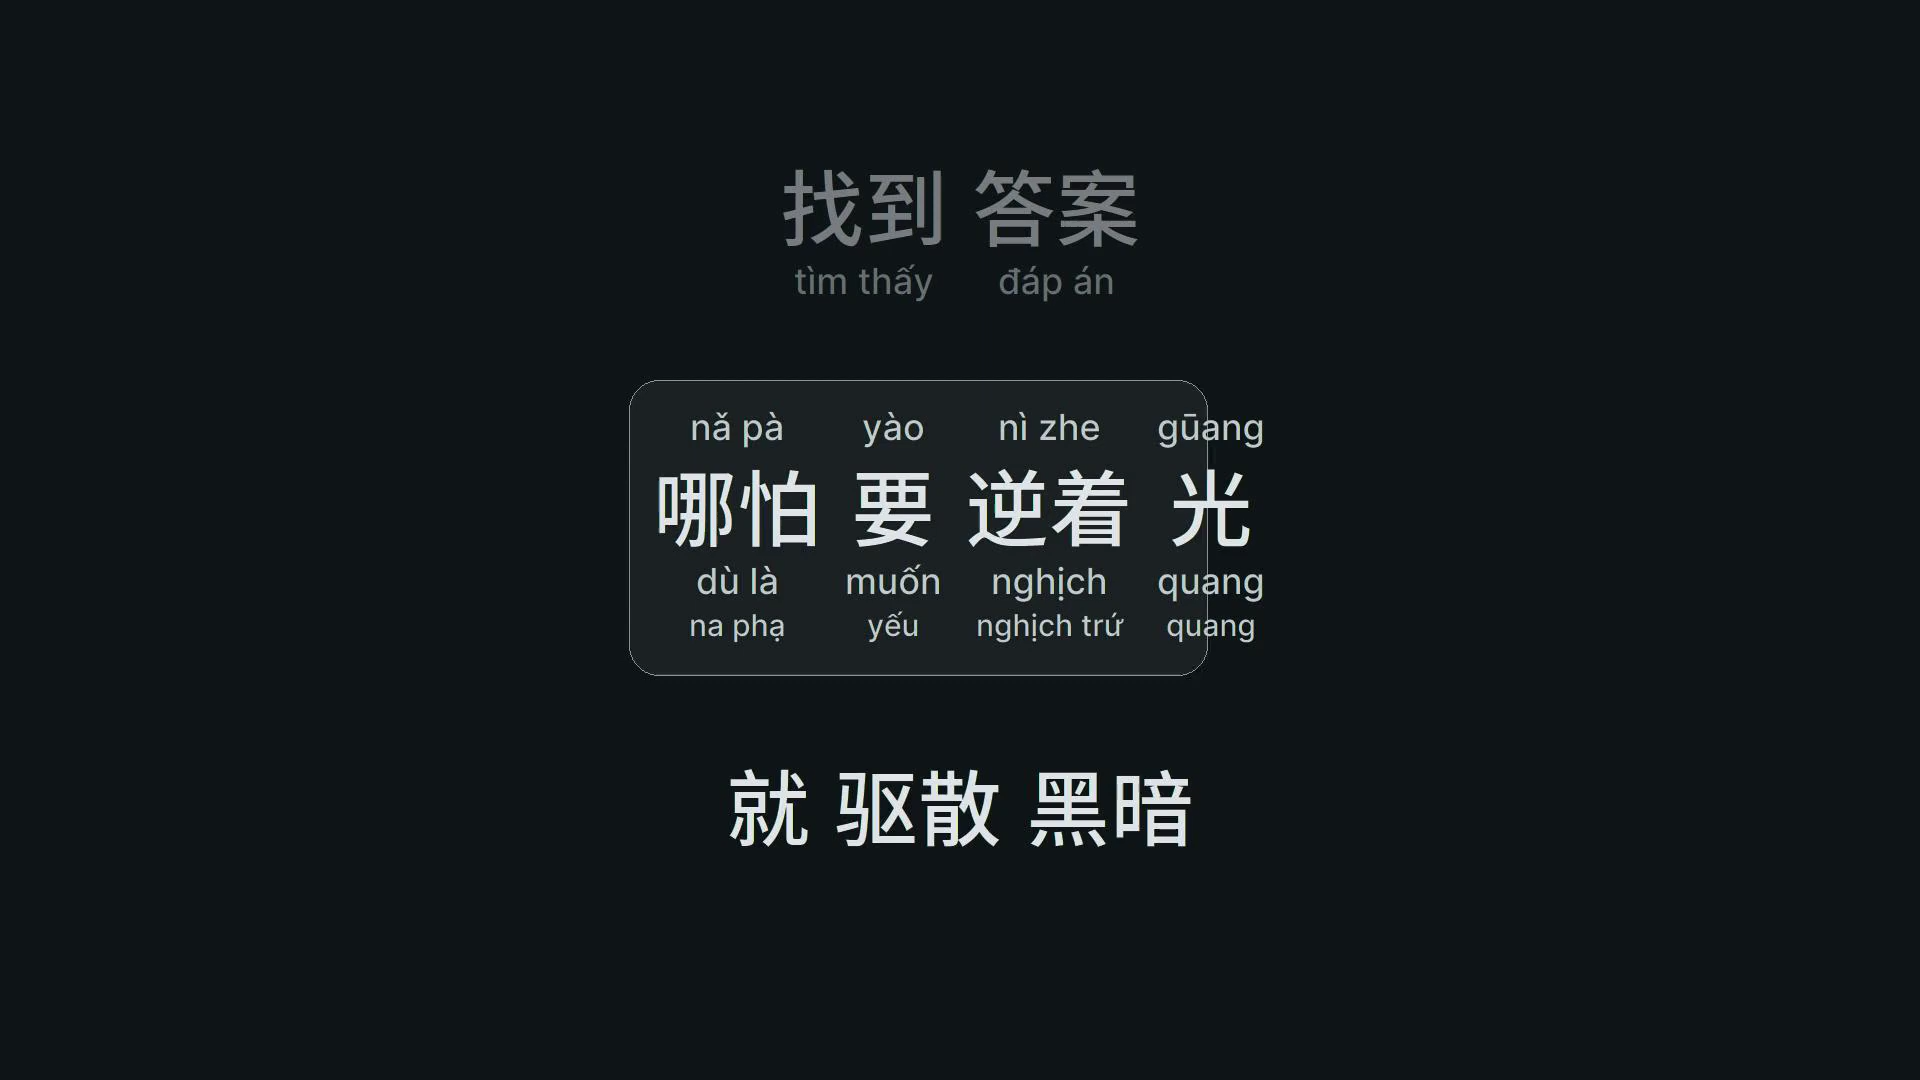 找到 答案
tìm thấy đáp án
nǎ pà yào nì zhe gūang
哪怕 要 逆着 光
dù là muốn nghịch quang
na phạ yếu nghịch trứ quang
就 驱散 黑暗